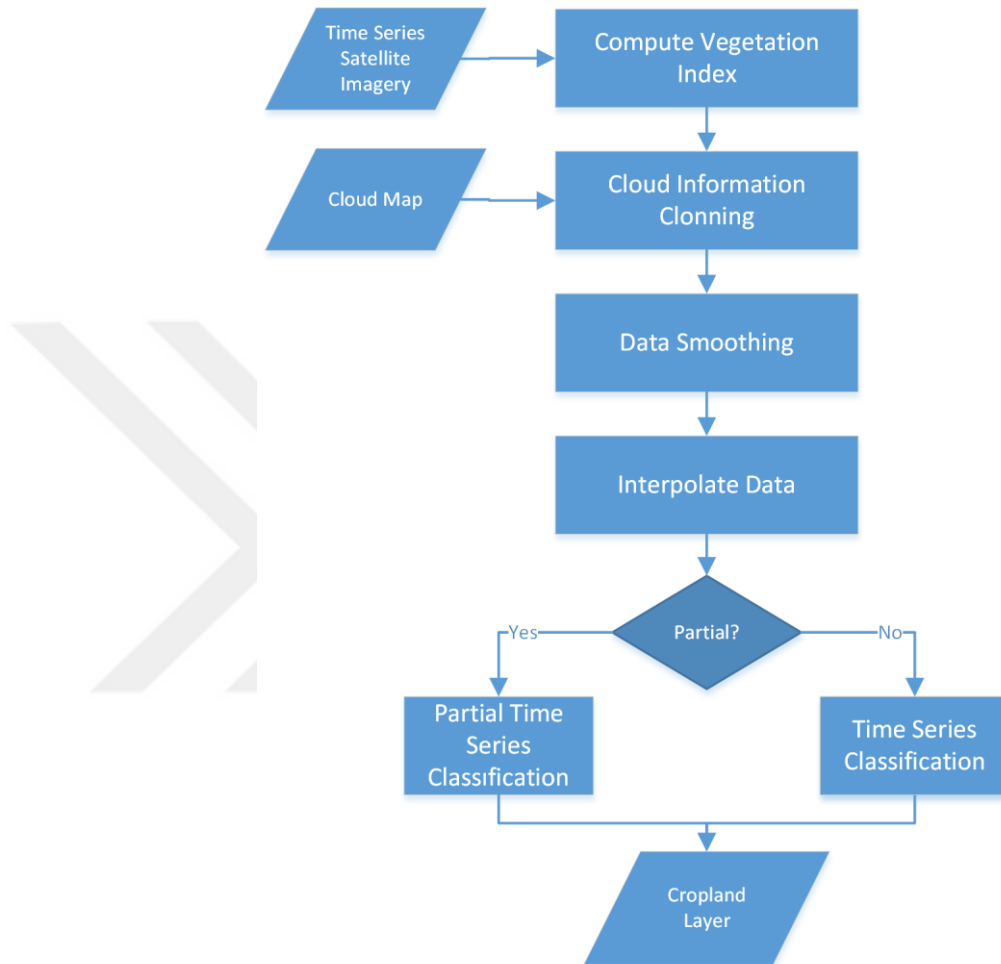 Time Series
Satellite
Imagery
Compute Vegetation
Index
Cloud Map
Cloud Information
Clonning
Data Smoothing
Interpolate Data
Partial?
Yes
No
Partial Time
Series
Classıfication
Time Series
Classification
Cropland
Layer